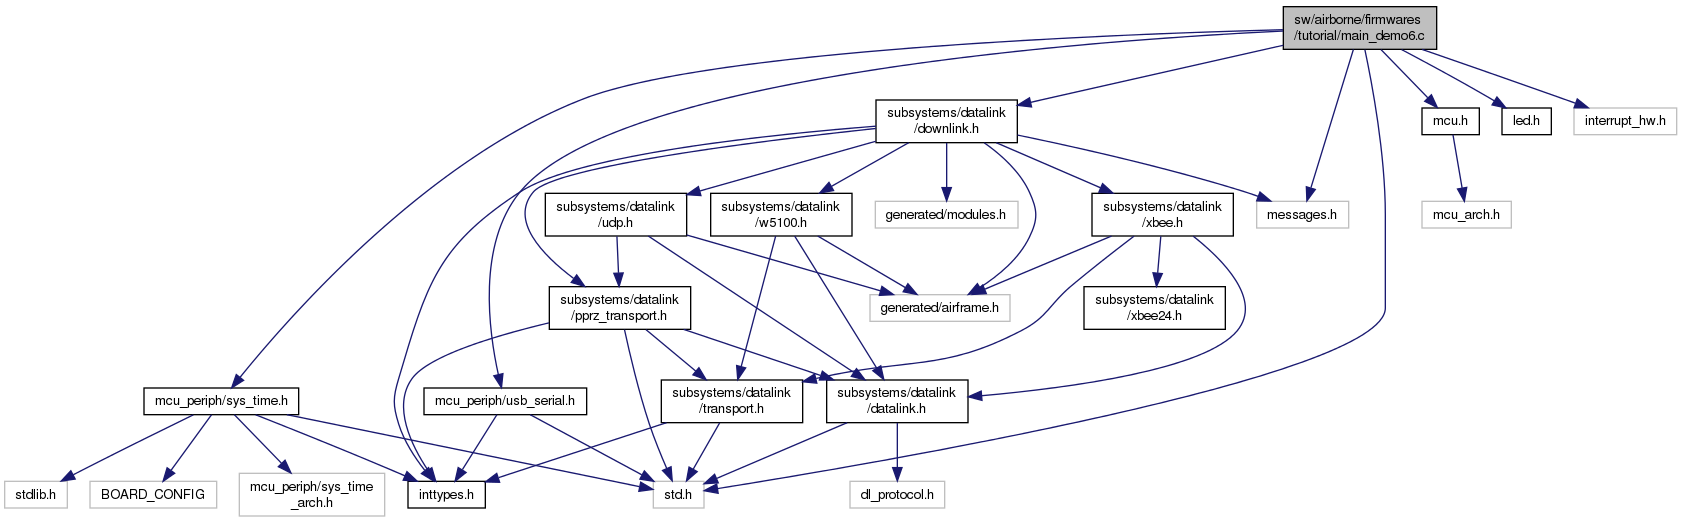 sw/airborne/firmwares
/tutorial/main_demo6.c
subsystems/datalink
/downlink.h
mcu.h
led.h
interrupt_hw.h
subsystems/datalink
/udp.h
subsystems/datalink
/w5100.h
generated/modules.h
subsystems/datalink
/xbee.h
messages.h
mcu_arch.h
subsystems/datalink
/pprz_transport.h
generated/airframe.h
subsystems/datalink
/xbee24.h
mcu_periph/sys_time.h
mcu_periph/usb_serial.h
subsystems/datalink
/transport.h
subsystems/datalink
/datalink.h
stdlib.h
BOARD_CONFIG
mcu_periph/sys_time
_arch.h
inttypes.h
std.h
dl_protocol.h